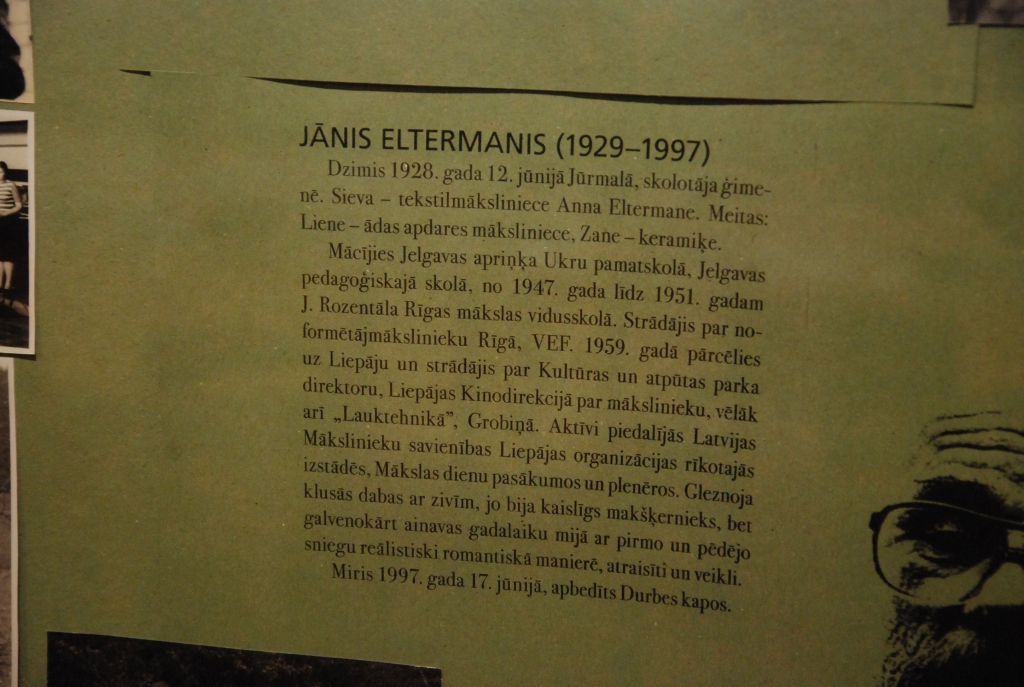 JĀNIS ELTERMANIS (1929–1997)
Dzimis 1928. gada 12. jūnijā Jūrmalā, skolotāja ģime-
nē. Sieva – tekstilmāksliniece Anna Eltermane. Meitas:
Liene – ādas apdares māksliniece, Zane – keramiķe.
Mācījies Jelgavas apriņķa Ukru pamatskolā, Jelgavas
pedagoģiskajā skolā, no 1947. gada līdz 1951. gadam
J. Rozentāla Rīgas mākslas vidusskolā. Strādājis par no-
formētājmākslinieku Rīgā, VEF. 1959. gadā pārcēlies
uz Liepāju un strādājis par Kultūras un atpūtas parka
direktoru, Liepājas Kinodirekcijā par mākslinieku, vēlāk
arī „Lauktehnikā”, Grobiņā. Aktīvi piedalījās Latvijas
Mākslinieku savienības Liepājas organizācijas rīkotajās
izstādēs, Mākslas dienu pasākumos un plenēros. Gleznoja
klusās dabas ar zivīm, jo bija kaislīgs makšķernieks, bet
galvenokārt ainavas gadalaiku mijā ar pirmo un pēdējo
sniegu reālistiski romantiskā manierē, atraisīti un veikli.
Miris 1997. gada 17. jūnijā, apbedīts Durbes kapos.